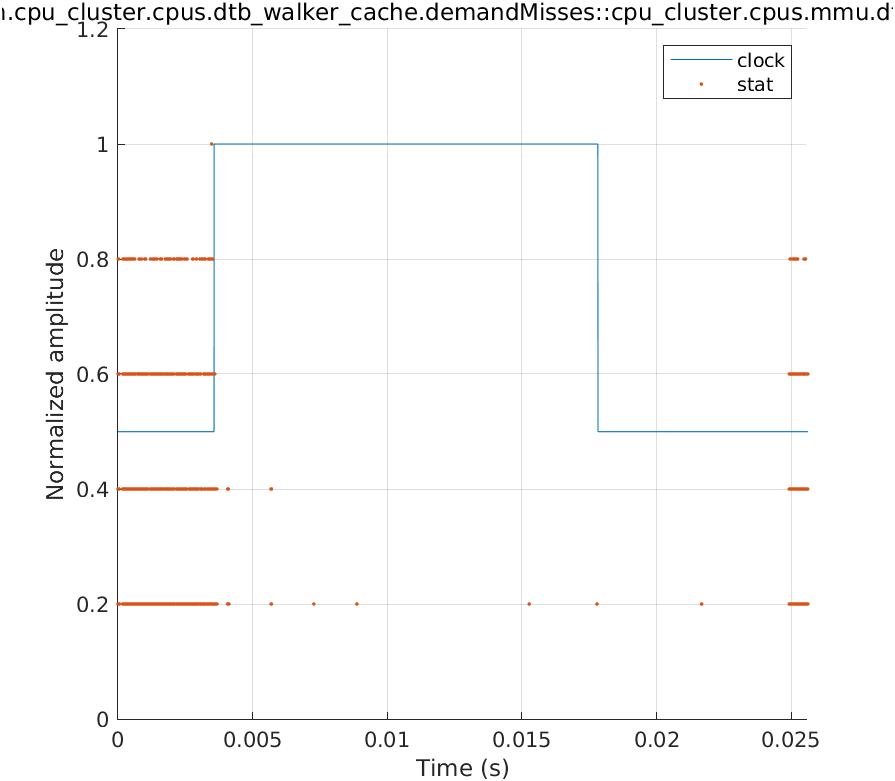 .cpu_cluster.cpus.dtb_walker_cache.demandMisses::cpu_cluster.cpus.mmu.d
1.2
clock
stat
1
0.8
0.6
0.4
0.2
0
Normalized amplitude
0 0.005 0.01 0.015 0.02 0.025
Time (s)